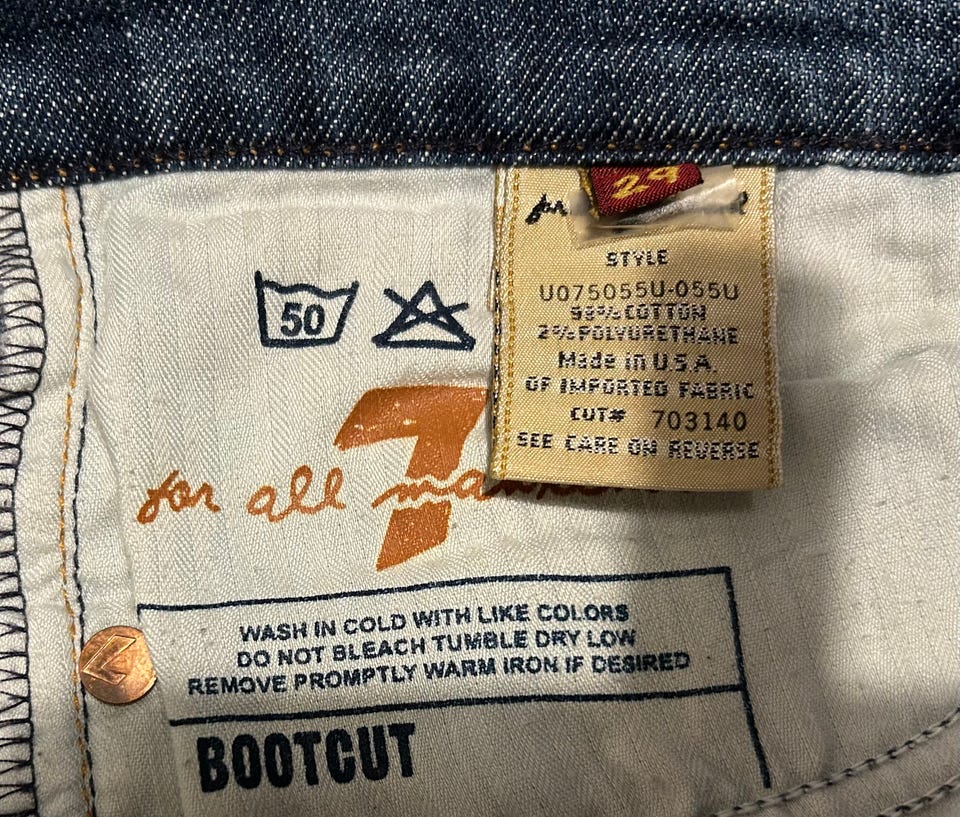 24
for
STYLE
U075055U-055U
98% COTTON
2% POLYURETHANE
Made in U.S.A.
OF IMPORTED FABRIC
CUT# 703140
SEE CARE ON REVERSE
50
7
for all
WASH IN COLD WITH LIKE COLORS
DO NOT BLEACH TUMBLE DRY LOW
REMOVE PROMPTLY WARM IRON IF DESIRED
BOOTCUT